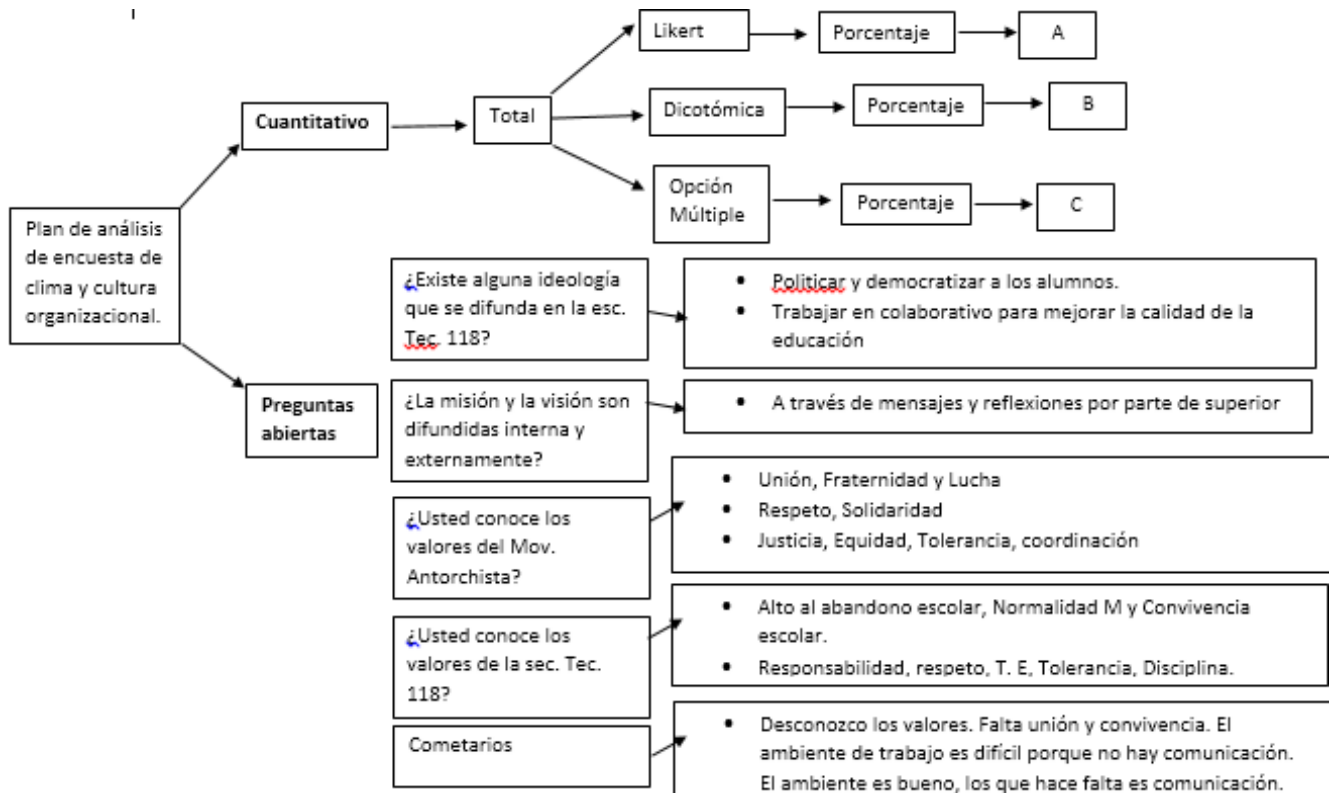 Likert
Porcentaje
A
Cuantitativo
Total
Dicotómica
Porcentaje
B
Opción
Múltiple
Porcentaje
C
Plan de análisis
de encuesta de
clima y cultura
organizacional.
¿Existe alguna ideología
que se difunda en la esc.
Tec. 118?
• Politicar y democratizar a los alumnos.
• Trabajar en colaborativo para mejorar la calidad de la
educación
Preguntas
abiertas
¿La misión y la visión son
difundidas interna y
externamente?
• A través de mensajes y reflexiones por parte de superior
¿Usted conoce los
valores del Mov.
Antorchista?
• Unión, Fraternidad y Lucha
• Respeto, Solidaridad
• Justicia, Equidad, Tolerancia, coordinación
¿Usted conoce los
valores de la sec. Tec.
118?
• Alto al abandono escolar, Normalidad M y Convivencia
escolar.
• Responsabilidad, respeto, T. E, Tolerancia, Disciplina.
Cometarios
• Desconozco los valores. Falta unión y convivencia. El
ambiente de trabajo es difícil porque no hay comunicación.
El ambiente es bueno, los que hace falta es comunicación.